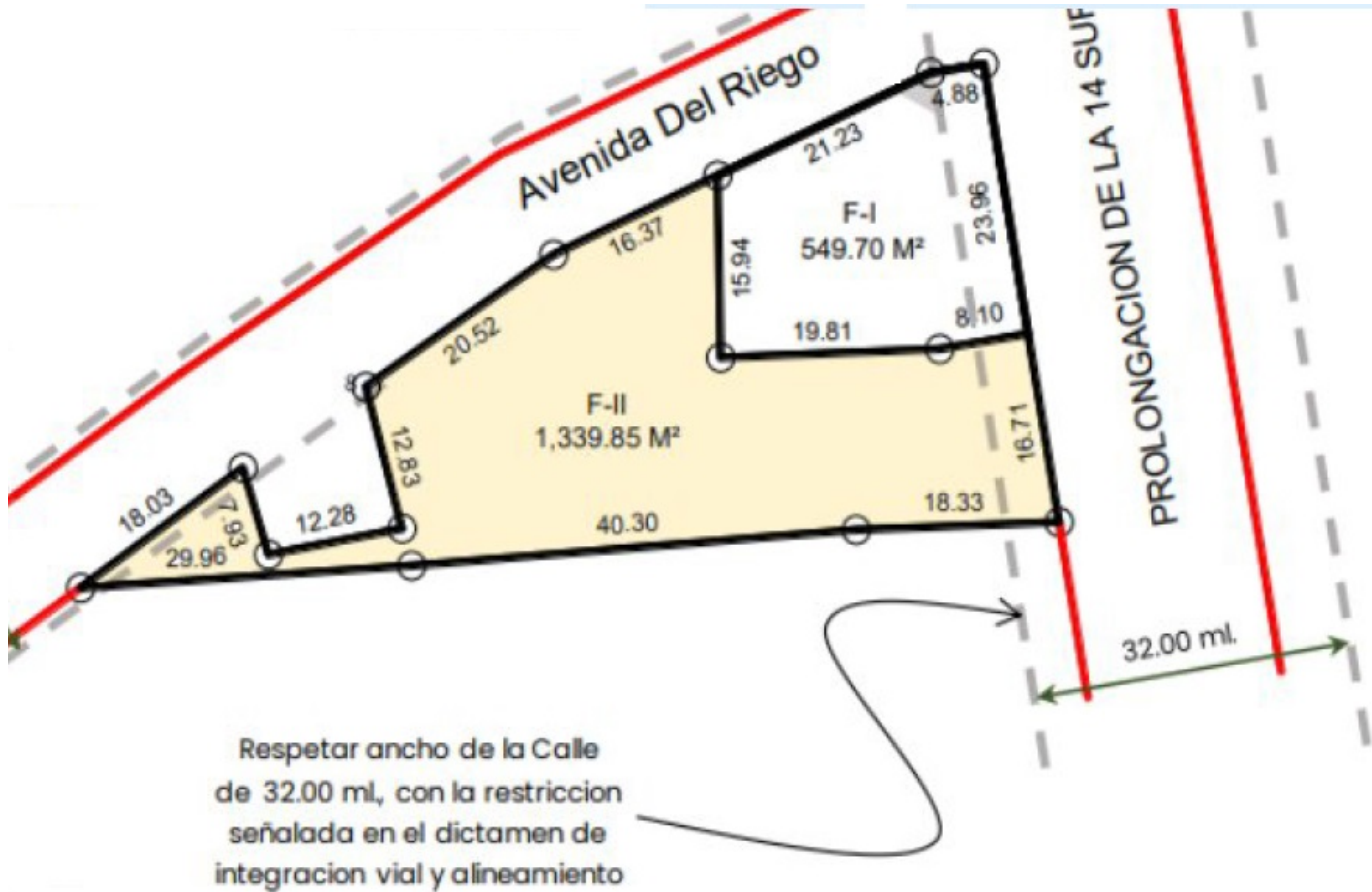 Avenida Del Riego
PROLONGACION DE LA 14 SUR
4.88
21.23
F-I
549.70 M²
23.96
16.37
15.94
19.81
8.10
20.52
F-II
1,339.85 M²
12.83
16.71
18.03
7.93
12.28
29.96
40.30
18.33
32.00 ml.
Respetar ancho de la Calle
de 32.00 ml., con la restriccion
señalada en el dictamen de
integracion vial y alineamiento